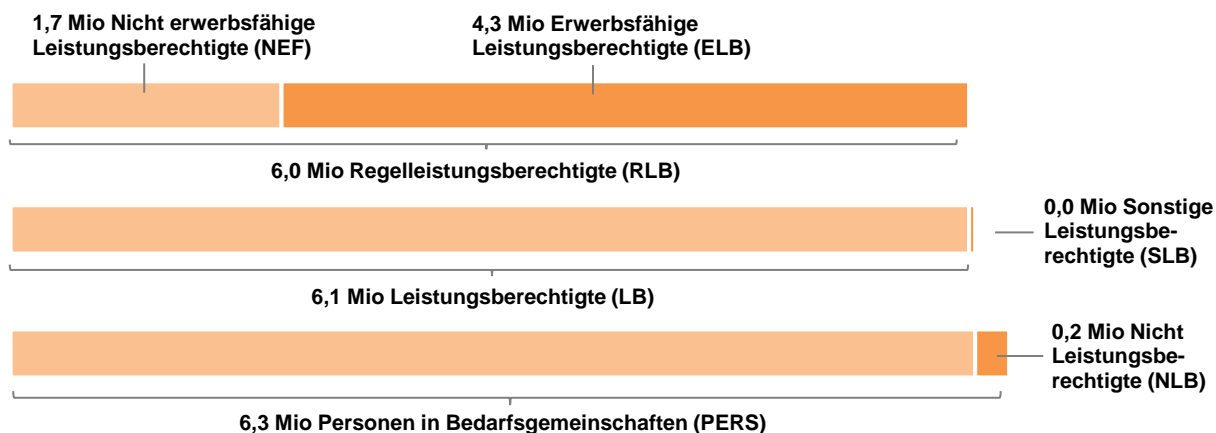 1,7 Mio Nicht erwerbsfähige
Leistungsberechtigte (NEF)
4,3 Mio Erwerbsfähige
Leistungsberechtigte (ELB)
6,0 Mio Regelleistungsberechtigte (RLB)
0,0 Mio Sonstige
Leistungsbe-
rechtigte (SLB)
6,1 Mio Leistungsberechtigte (LB)
0,2 Mio Nicht
Leistungsbe-
rechtigte (NLB)
6,3 Mio Personen in Bedarfsgemeinschaften (PERS)